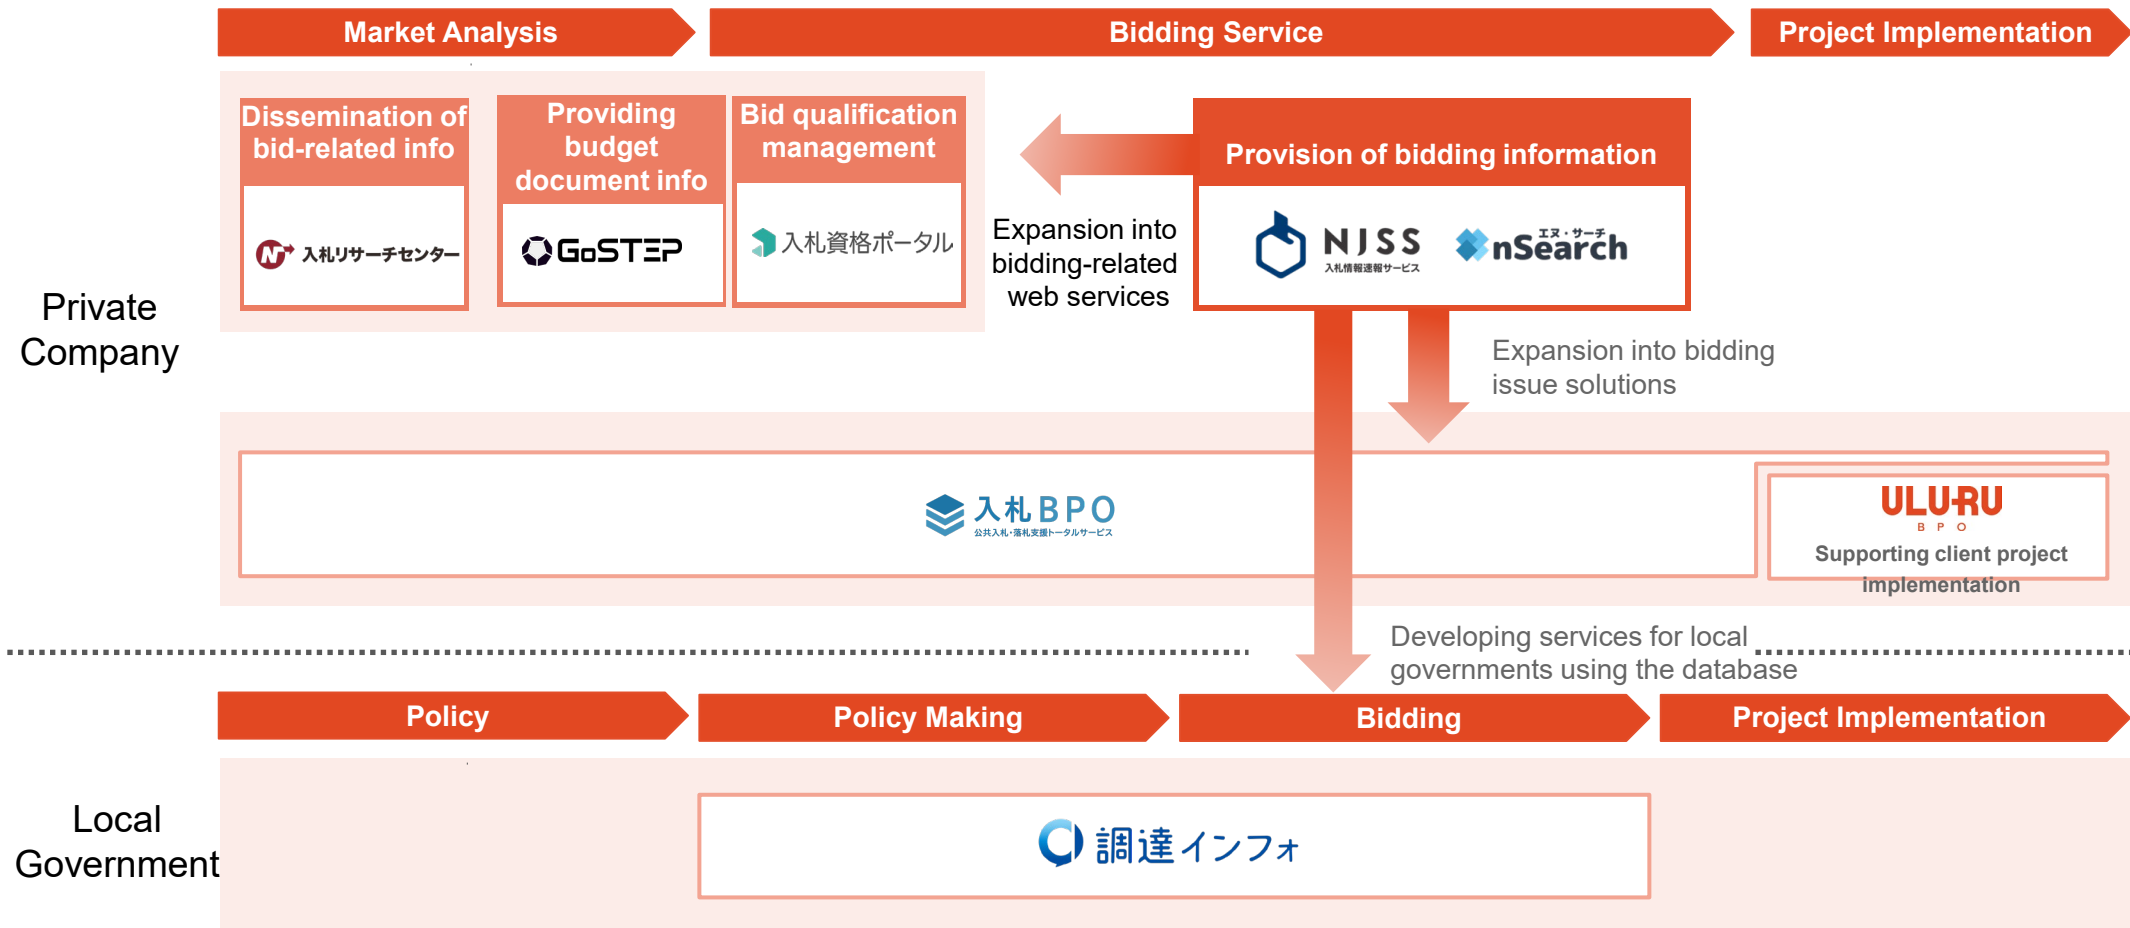 Market Analysis
Bidding Service
Project Implementation
Dissemination of
bid-related info
入札リサーチセンター
Providing
budget
document info
GoSTEP
Bid qualification
management
入札資格ポータル
Expansion into
bidding-related
web services
Provision of bidding information
NJSS
入札情報速報サービス
エヌ・サーチ
nSearch
Private
Company
Expansion into bidding
issue solutions
入札BPO
公共入札・落札支援トータルサービス
ULURU
BPO
Supporting client project
implementation
Developing services for local
governments using the database
Policy
Policy Making
Bidding
Project Implementation
Local
Government
調達インフォ